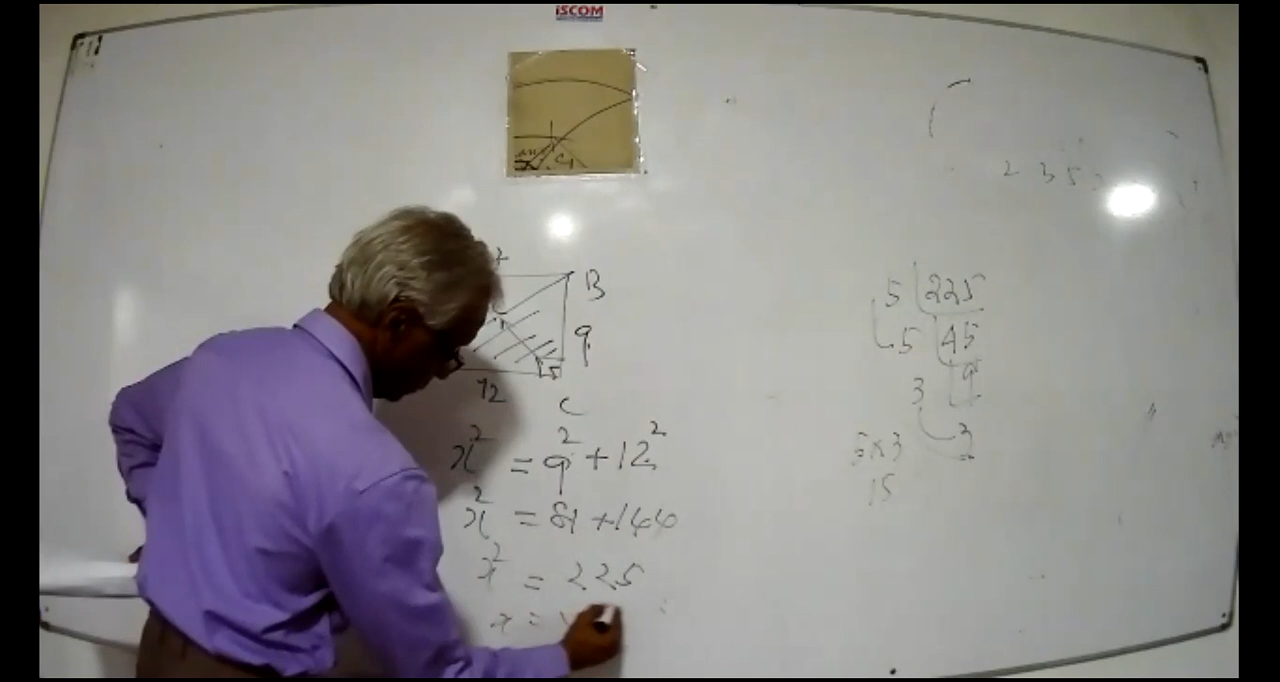 iSCOM
C₁
2 3 5
B
9
12
C
x² = 9² + 12²
x² = 81 + 144
x² = 225
x =
5 225
5 45
3 9
3
5×3
15